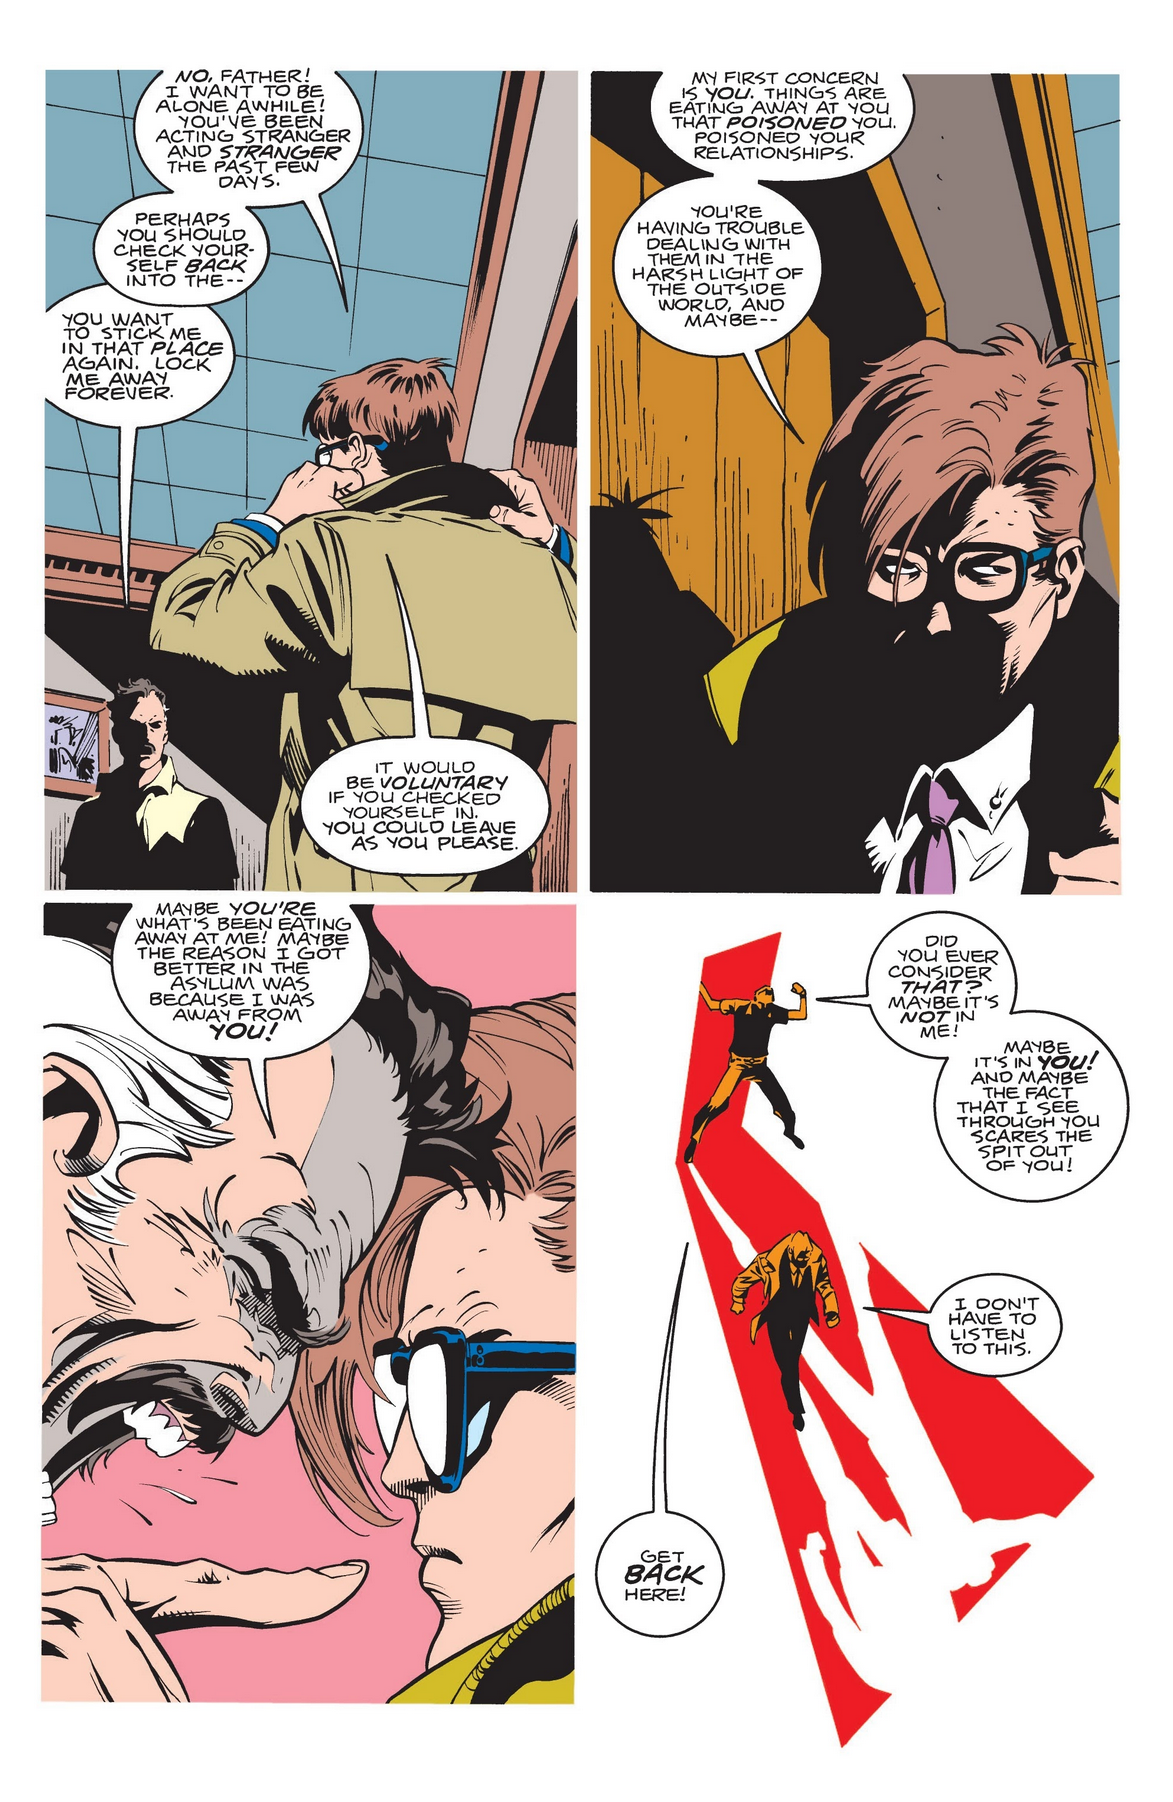 NO, FATHER!
I WANT TO BE
ALONE AWHILE!
YOU'VE BEEN
ACTING STRANGER
AND STRANGER
THE PAST FEW
DAYS.
PERHAPS
YOU SHOULD
CHECK YOUR-
SELF BACK
INTO THE--
YOU WANT
TO STICK ME
IN THAT PLACE
AGAIN. LOCK
ME AWAY
FOREVER.
IT WOULD
BE VOLUNTARY
IF YOU CHECKED
YOURSELF IN.
YOU COULD LEAVE
AS YOU PLEASE.
MY FIRST CONCERN
IS YOU. THINGS ARE
EATING AWAY AT YOU
THAT POISONED YOU.
POISONED YOUR
RELATIONSHIPS.
YOU'RE
HAVING TROUBLE
DEALING WITH
THEM IN THE
HARSH LIGHT OF
THE OUTSIDE
WORLD, AND
MAYBE--
MAYBE YOU'RE
WHAT'S BEEN EATING
AWAY AT ME! MAYBE
THE REASON I GOT
BETTER IN THE
ASYLUM WAS
BECAUSE I WAS
AWAY FROM
YOU!
DID
YOU EVER
CONSIDER
THAT?
MAYBE IT'S
NOT IN
ME!
MAYBE
IT'S IN YOU!
AND MAYBE
THE FACT
THAT I SEE
THROUGH YOU
SCARES THE
SPIT OUT
OF YOU!
I DON'T
HAVE TO
LISTEN
TO THIS.
GET
BACK
HERE!